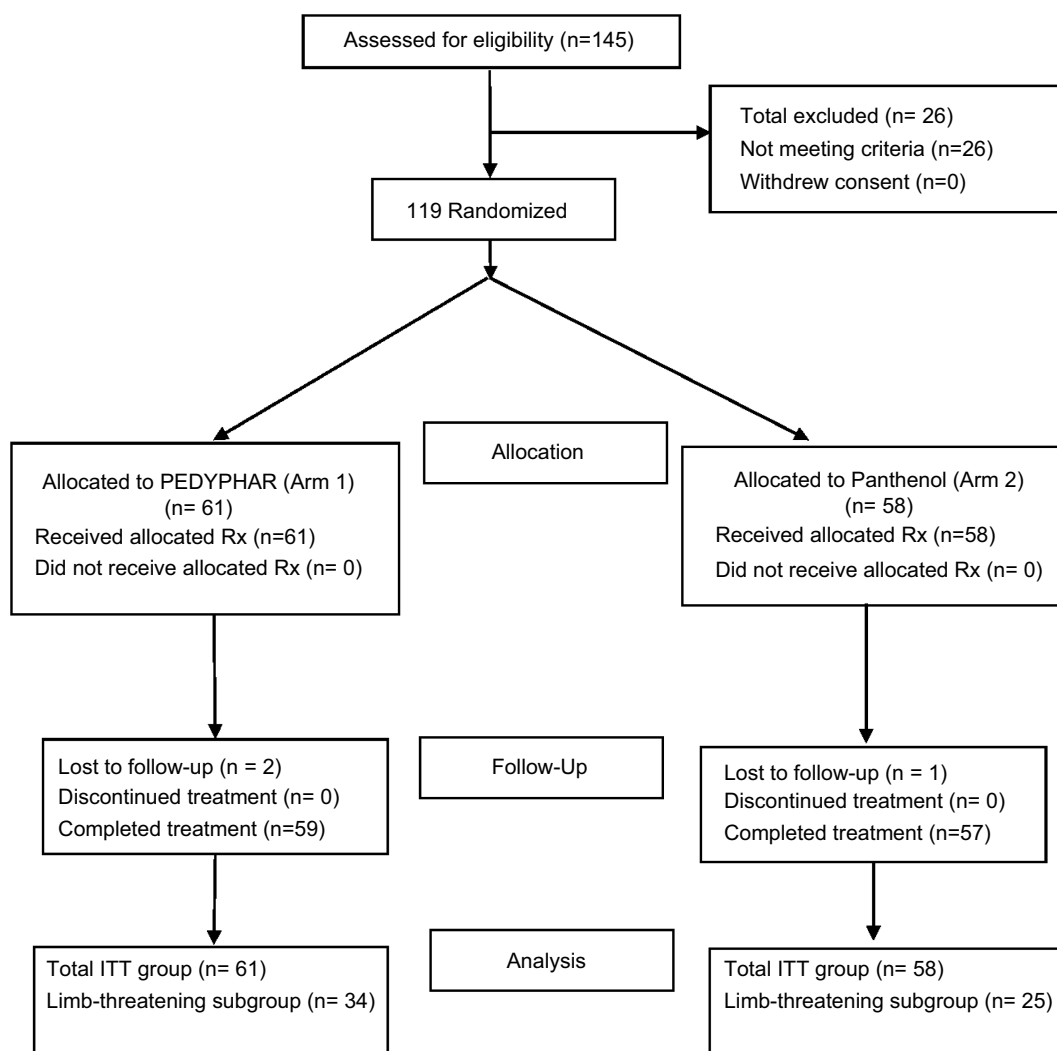 Assessed for eligibility (n=145)
Total excluded (n= 26)
Not meeting criteria (n=26)
Withdrew consent (n=0)
119 Randomized
Allocation
Allocated to PEDYPHAR (Arm 1)
(n= 61)
Received allocated Rx (n=61)
Did not receive allocated Rx (n= 0)
Allocated to Panthenol (Arm 2)
(n= 58)
Received allocated Rx (n=58)
Did not receive allocated Rx (n= 0)
Lost to follow-up (n = 2)
Discontinued treatment (n= 0)
Completed treatment (n=59)
Follow-Up
Lost to follow-up (n = 1)
Discontinued treatment (n= 0)
Completed treatment (n=57)
Total ITT group (n= 61)
Limb-threatening subgroup (n= 34)
Analysis
Total ITT group (n= 58)
Limb-threatening subgroup (n= 25)